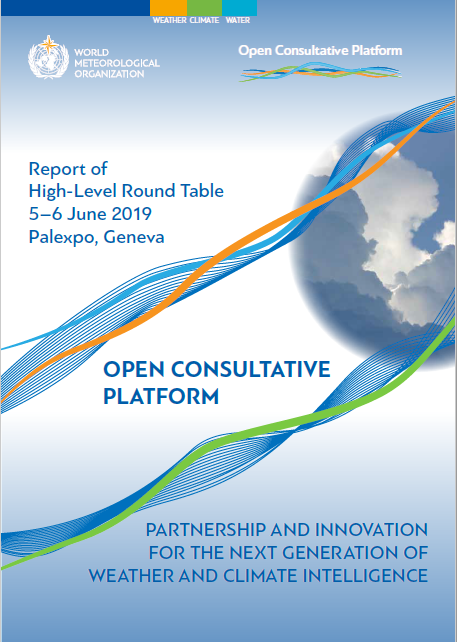 WEATHER CLIMATE WATER
WORLD
METEOROLOGICAL
ORGANIZATION
Open Consultative Platform
Report of
High-Level Round Table
5–6 June 2019
Palexpo, Geneva
OPEN CONSULTATIVE
PLATFORM
PARTNERSHIP AND INNOVATION
FOR THE NEXT GENERATION OF
WEATHER AND CLIMATE INTELLIGENCE